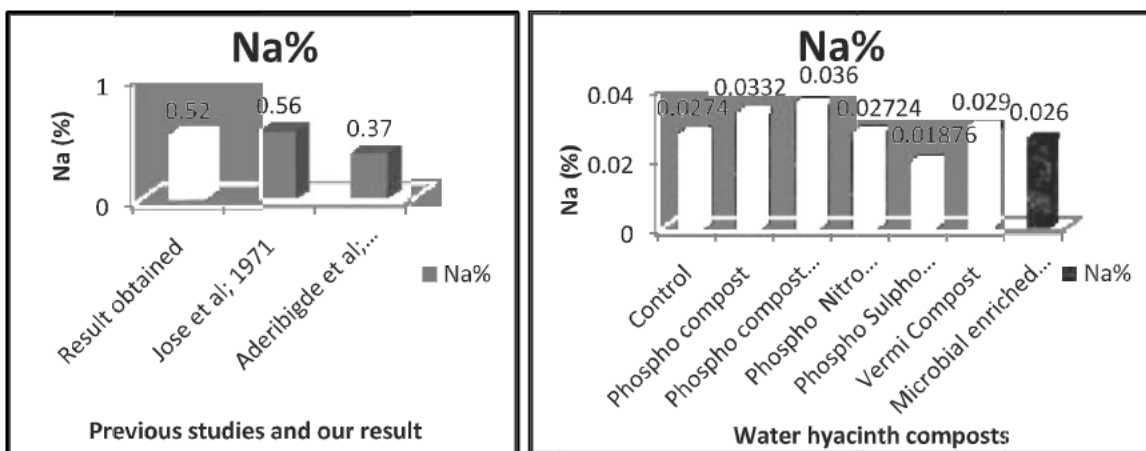 Na%
1
0
Na (%)
0.52
0.56
0.37
Result obtained
Jose et al; 1971
Aderibigde et al;...
Na%
Previous studies and our result
Na%
0.04
0.02
0
Na (%)
0.0274
0.0332
0.036
0.02724
0.01876
0.029
0.026
Control
Phospho compost
Phospho compost...
Phospho Nitro...
Phospho Sulpho...
Vermi Compost
Microbial enriched...
Na%
Water hyacinth composts